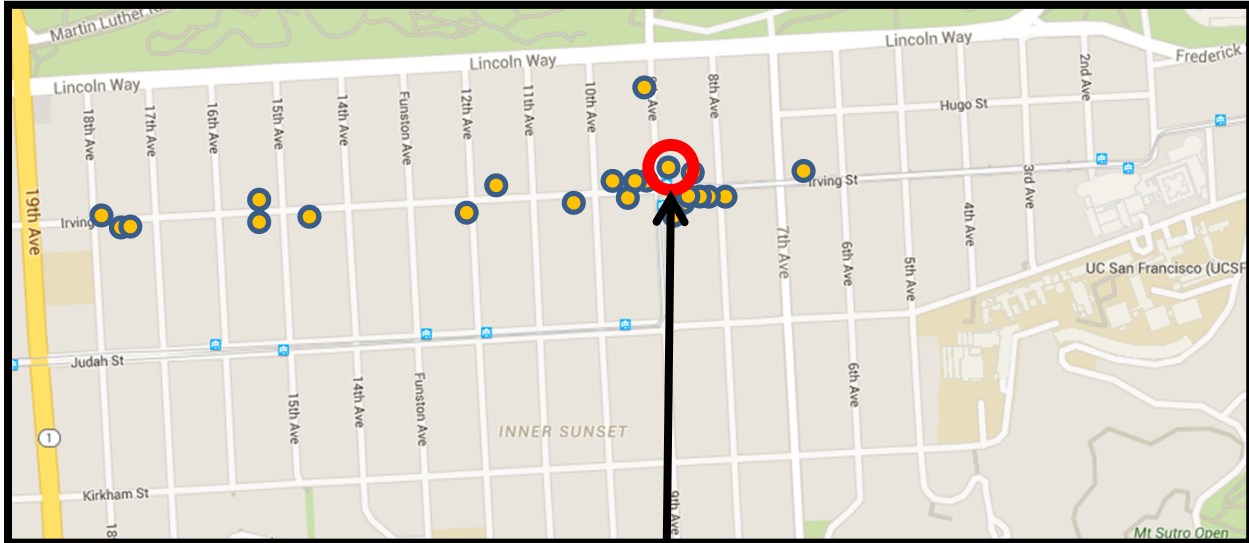 Martin Luther
Lincoln Way
Lincoln Way
Lincoln Way
Frederick
2nd Ave
Hugo St
18th Ave
17th Ave
16th Ave
15th Ave
14th Ave
Funston Ave
12th Ave
11th Ave
10th Ave
Ave
8th Ave
19th Ave
Irving
Irving St
3rd Ave
4th Ave
7th Ave
6th Ave
5th Ave
UC San Francisco (UCSF
Judah St
15th Ave
14th Ave
Funston Ave
6th Ave
INNER SUNSET
1
Kirkham St
18
9th Ave
Mt Sutro Open